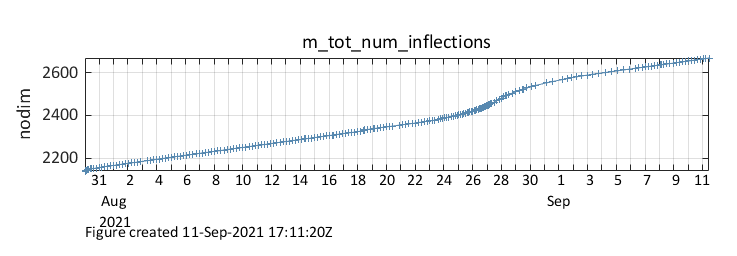 m_tot_num_inflections
nodim
2600
2400
2200
31 2 4 6 8 10 12 14 16 18 20 22 24 26 28 30 1 3 5 7 9 11
Aug Sep
2021
Figure created 11-Sep-2021 17:11:20Z